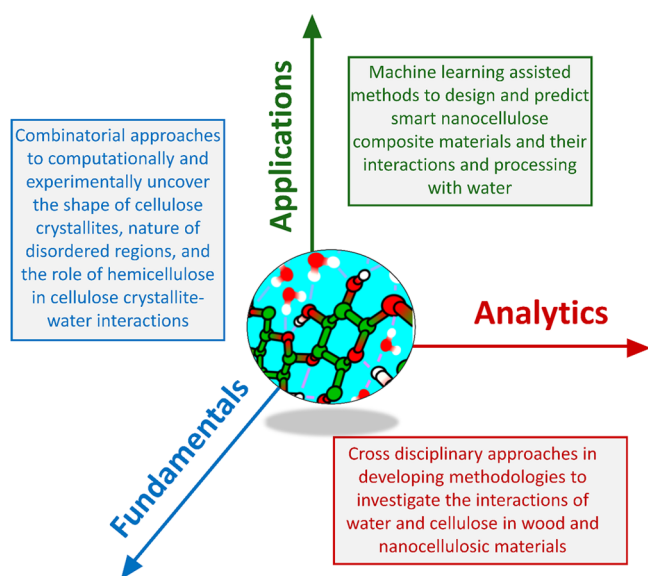 Applications
Machine learning assisted
methods to design and predict
smart nanocellulose
composite materials and their
interactions and processing
with water
Combinatorial approaches
to computationally and
experimentally uncover
the shape of cellulose
crystallites, nature of
disordered regions, and
the role of hemicellulose
in cellulose crystallite-
water interactions
Analytics
Fundamentals
Cross disciplinary approaches in
developing methodologies to
investigate the interactions of
water and cellulose in wood and
nanocellulosic materials